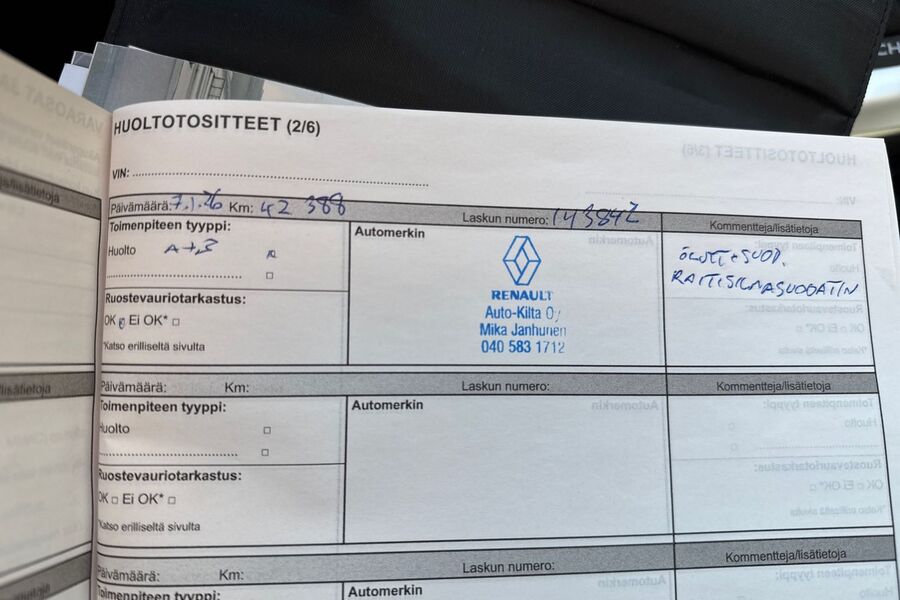 HUOLTOTOSITTEET (2/6)
VIN:
Päivämäärä: 7.1.26 Km: 42 388 Laskun numero: 143842 Kommentteja/lisätietoja
Toimenpiteen tyyppi:
Huolto A+B
Ruostevauriotarkastus:
OK Ei OK*
*Katso erilliseltä sivulta
Automerkin
RENAULT
Auto-Kilta Oy
Mika Janhunen
040 583 1712
ÖLJYT + SUOD.
RAITISILMASUODATIN
Päivämäärä: Km: Laskun numero: Kommentteja/lisätietoja
Toimenpiteen tyyppi:
Huolto
Ruostevauriotarkastus:
OK Ei OK*
*Katso erilliseltä sivulta
Automerkin
Päivämäärä: Km: Laskun numero: Kommentteja/lisätietoja
Toimenpiteen tyyppi:
Automerkin